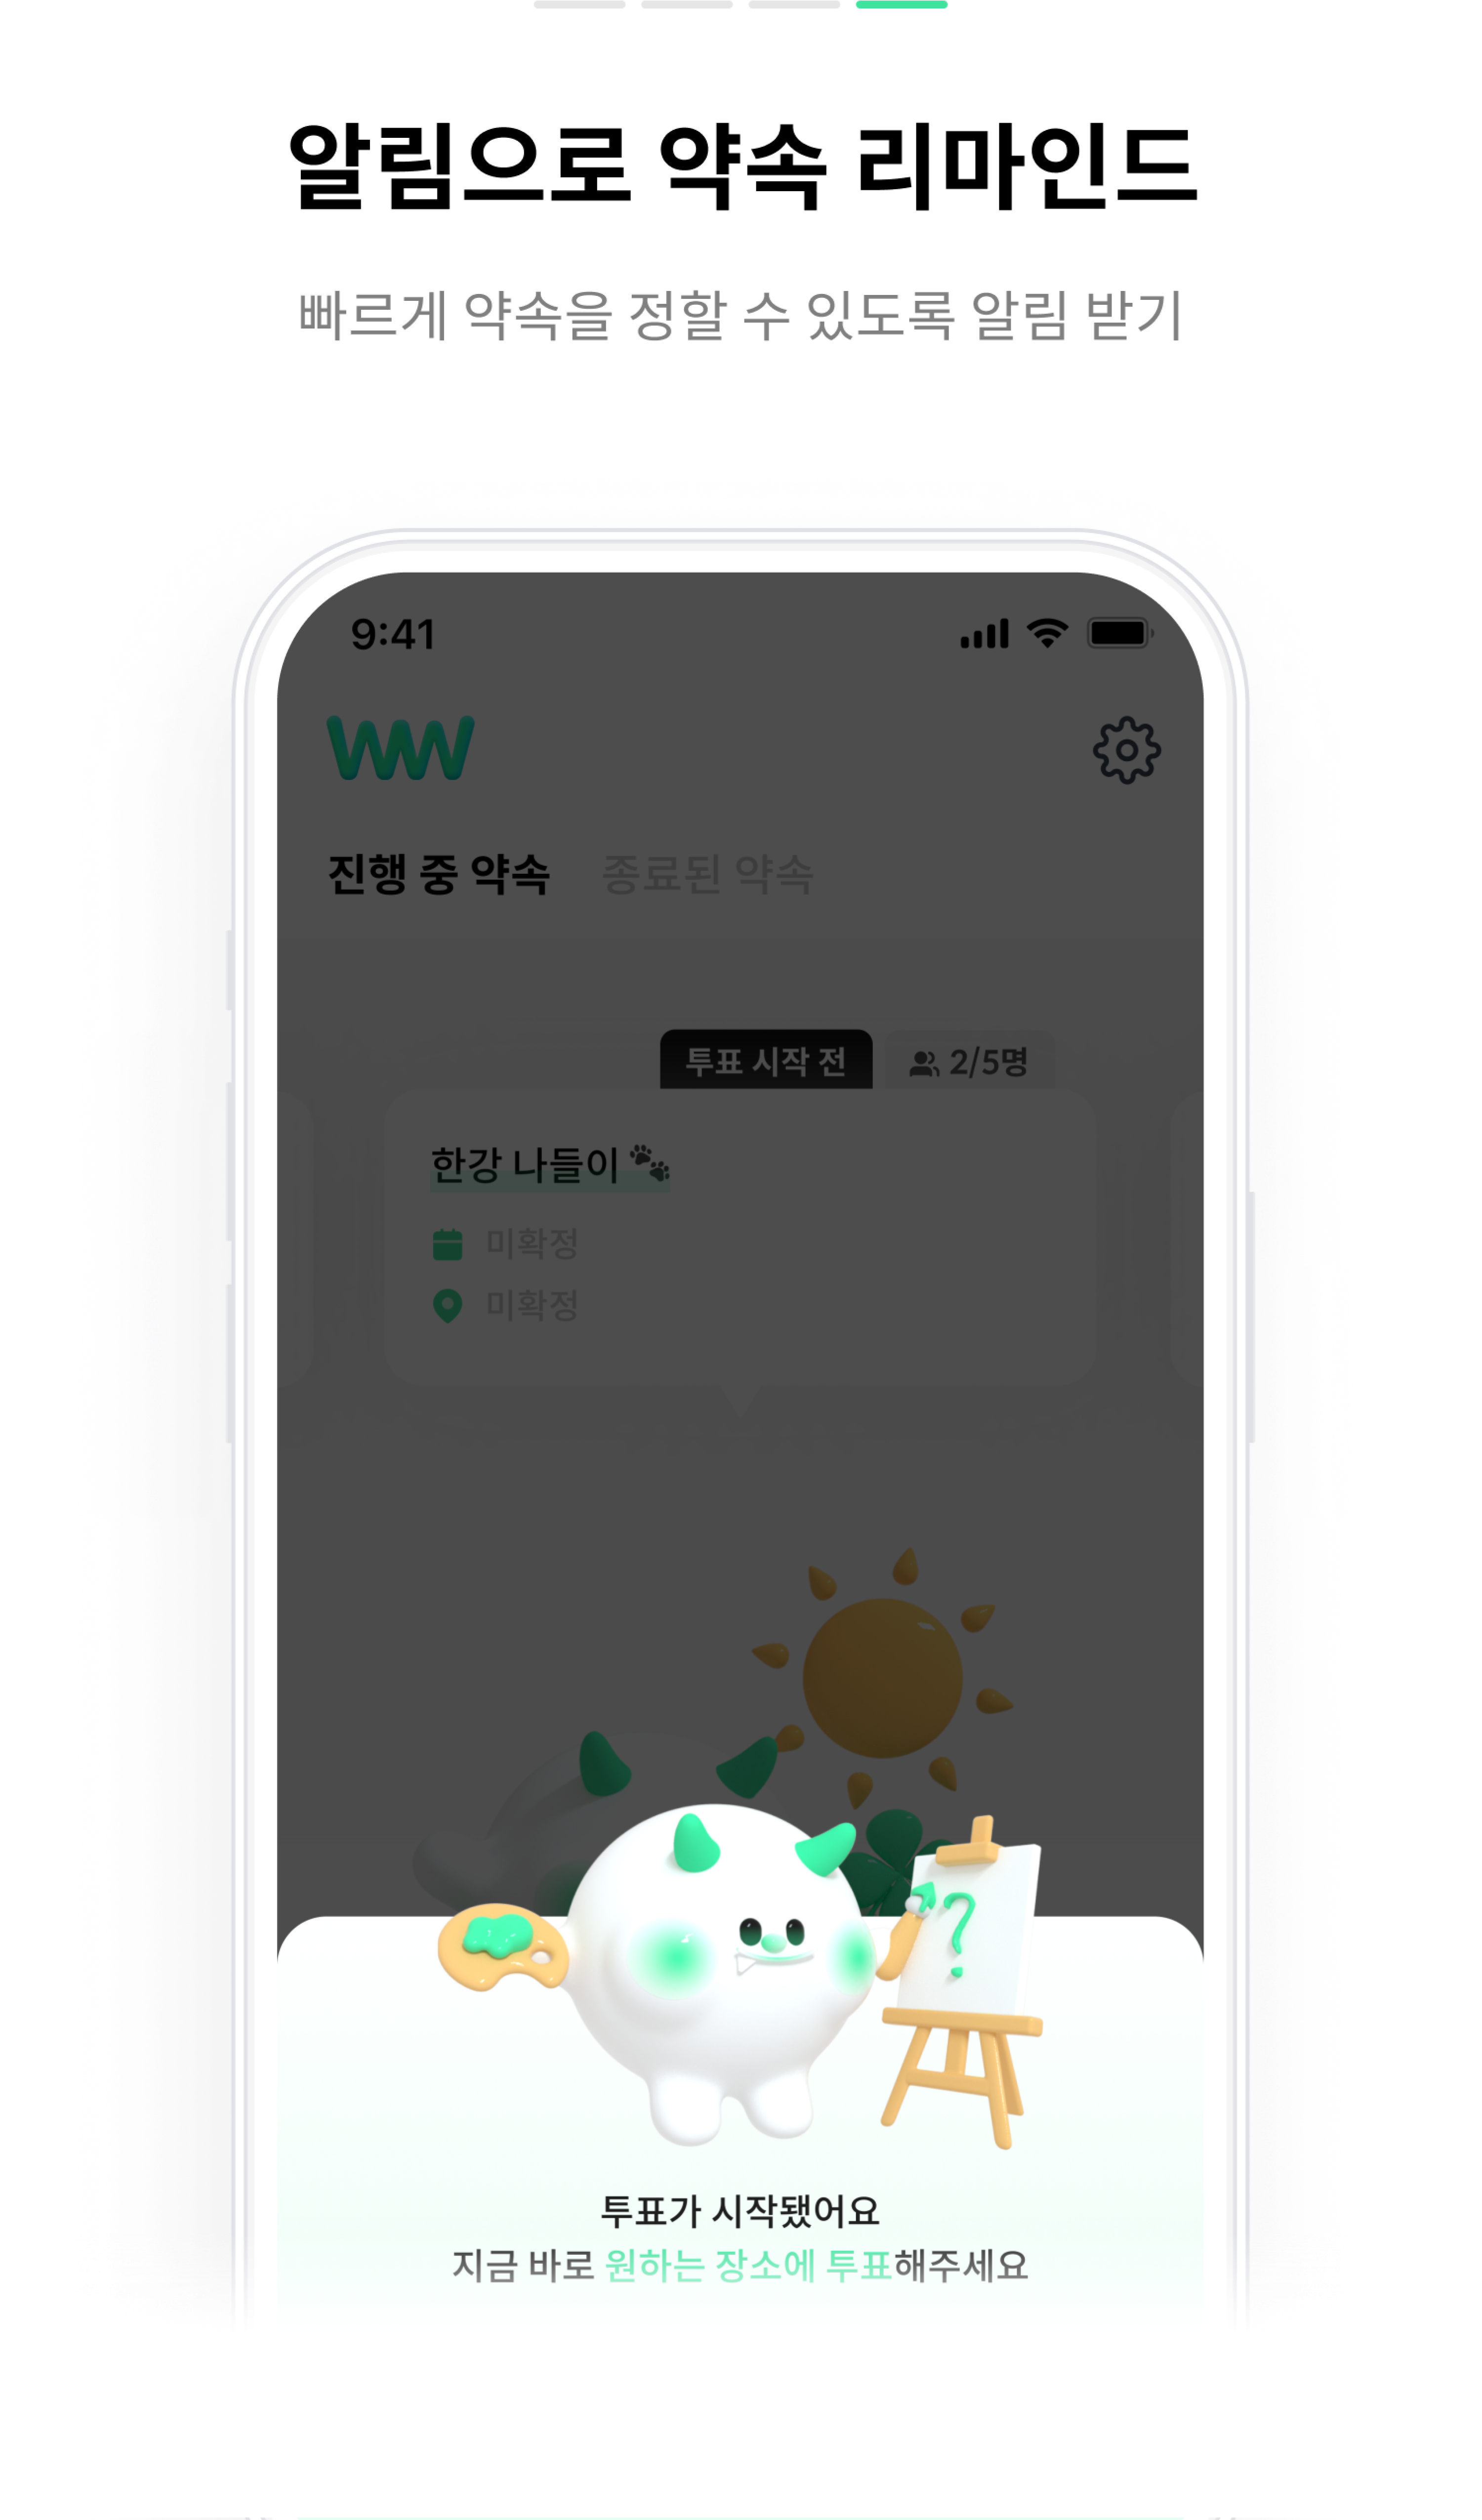 알림으로 약속 리마인드
빠르게 약속을 정할 수 있도록 알림 받기
9:41
W
진행 중 약속 종료된 약속
투표 시작 전 2/5명
한강 나들이
미확정
미확정
?
투표가 시작됐어요
지금 바로 원하는 장소에 투표해주세요